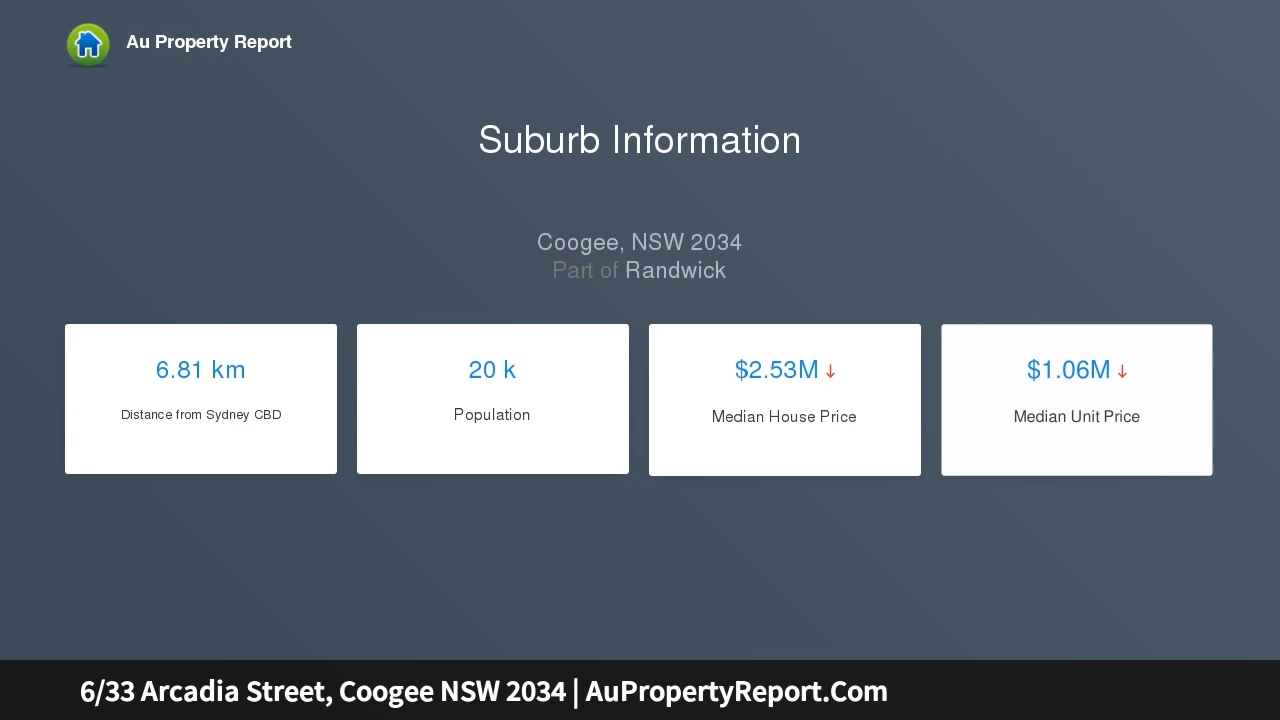 Au Property Report
Suburb Information
Coogee, NSW 2034
Part of Randwick
6.81 km
Distance from Sydney CBD
20 k
Population
$2.53M ↓
Median House Price
$1.06M ↓
Median Unit Price
6/33 Arcadia Street, Coogee NSW 2034 | AuPropertyReport.Com